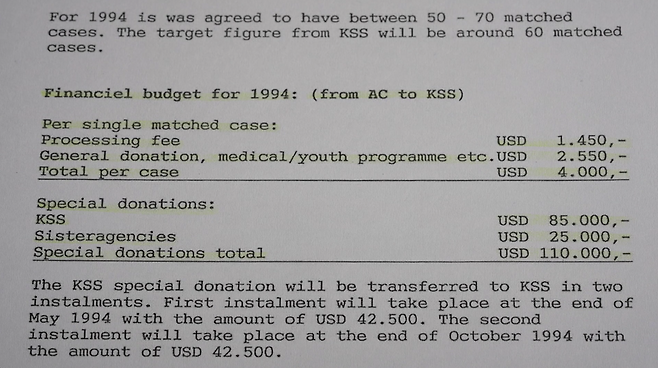 For 1994 is was agreed to have between 50 - 70 matched
cases. The target figure from KSS will be around 60 matched
cases.
Financiel budget for 1994: (from AC to KSS)
Per single matched case:
Processing fee USD 1.450,-
General donation, medical/youth programme etc.USD 2.550,-
Total per case USD 4.000,-
Special donations:
KSS USD 85.000,-
Sisteragencies USD 25.000,-
Special donations total USD 110.000,-
The KSS special donation will be transferred to KSS in two
instalments. First instalment will take place at the end of
May 1994 with the amount of USD 42.500. The second
instalment will take place at the end of October 1994 with
the amount of USD 42.500.